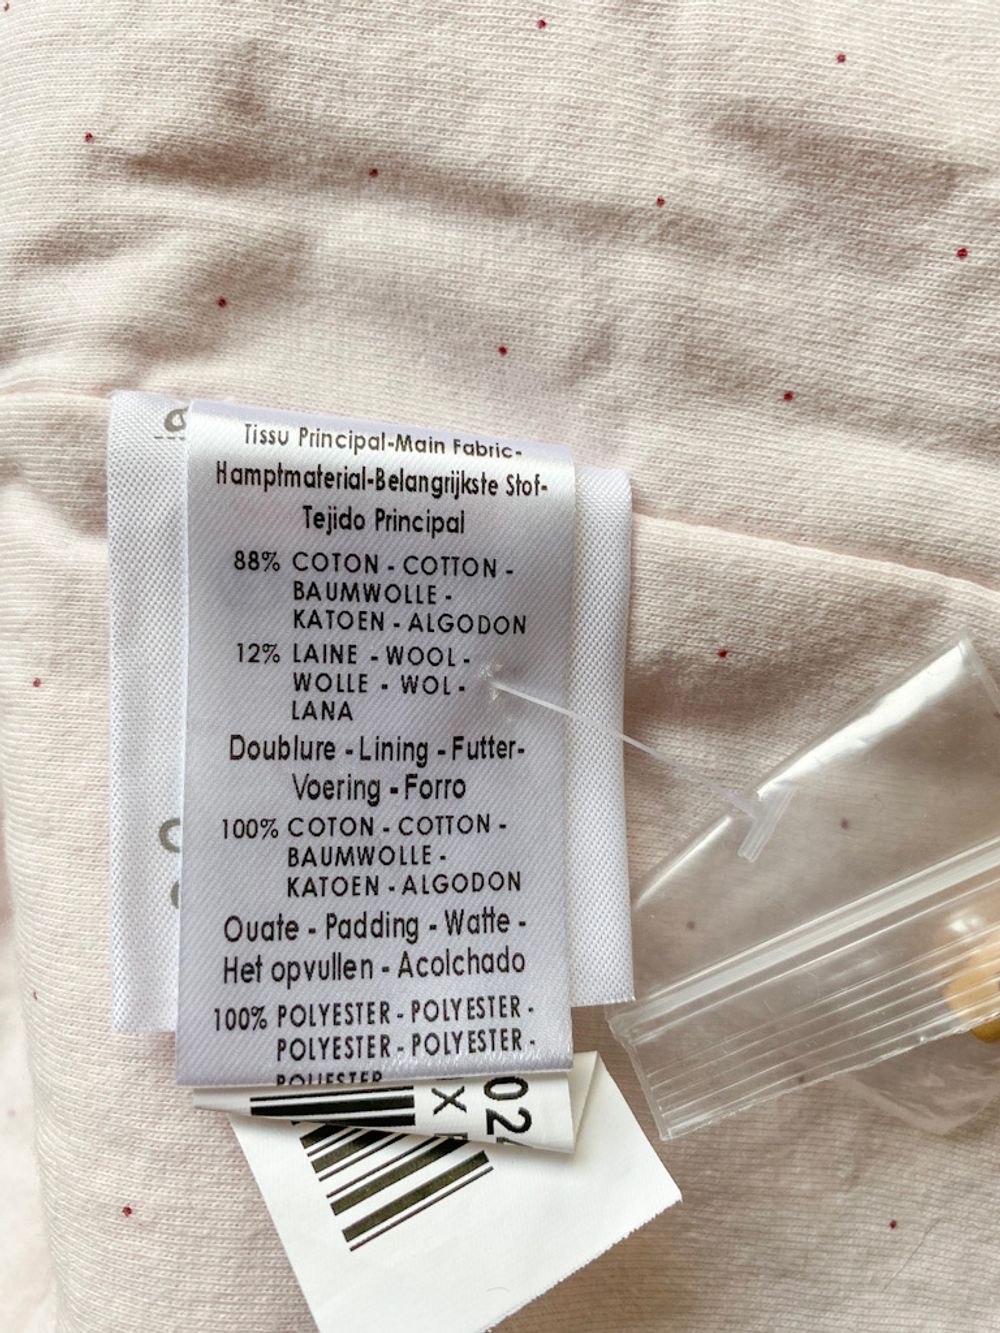 Tissu Principal-Main Fabric-
Hamptmaterial-Belangrijkste Stof-
Tejido Principal
88% COTON - COTTON -
BAUMWOLLE -
KATOEN - ALGODON
12% LAINE - WOOL -
WOLLE - WOL -
LANA
Doublure - Lining - Futter-
Voering - Forro
100% COTON - COTTON -
BAUMWOLLE -
KATOEN - ALGODON
Ouate - Padding - Watte -
Het opvullen - Acolchado
100% POLYESTER - POLYESTER -
POLYESTER - POLYESTER -
POLIESTER